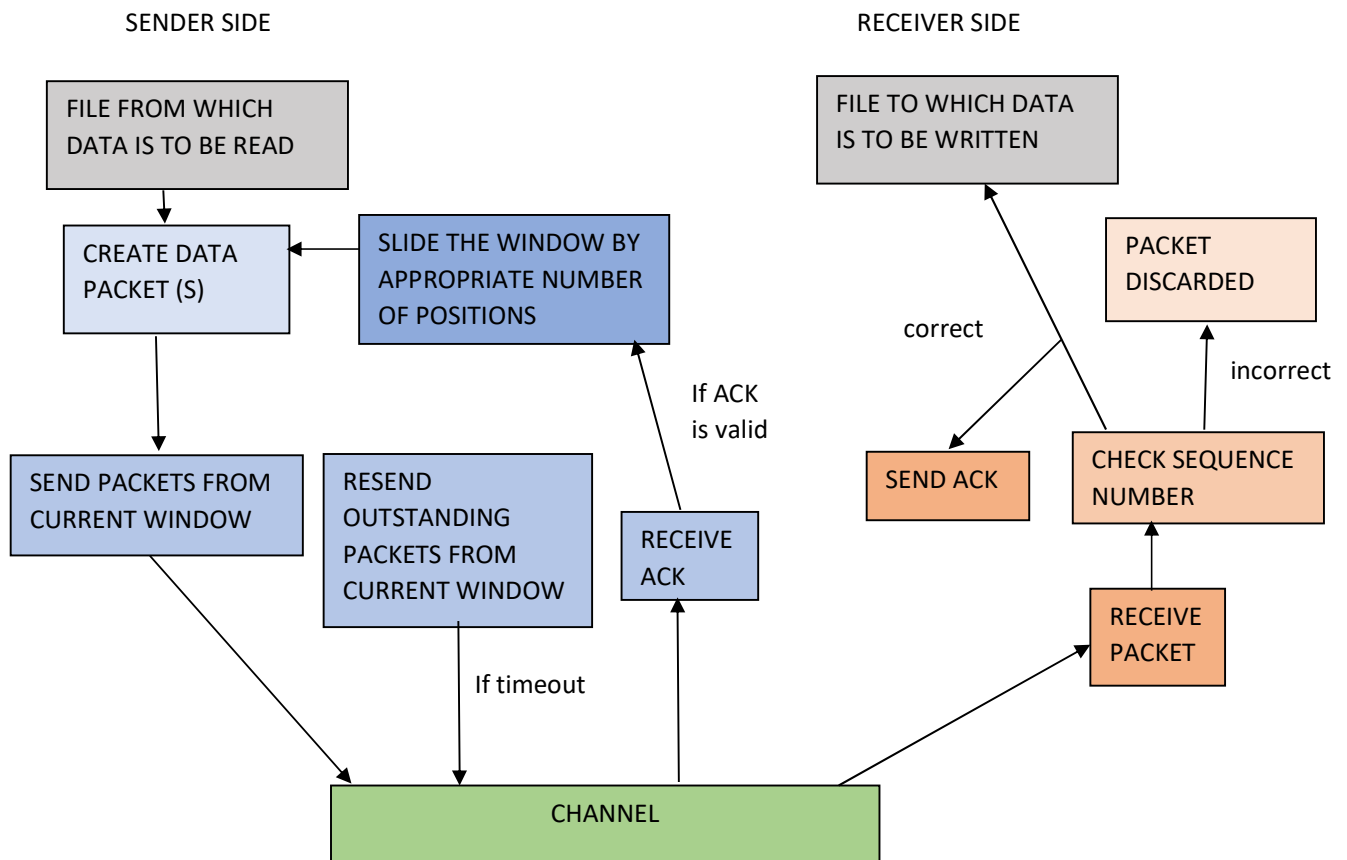 SENDER SIDE
RECEIVER SIDE
FILE FROM WHICH
DATA IS TO BE READ
FILE TO WHICH DATA
IS TO BE WRITTEN
CREATE DATA
PACKET (S)
SLIDE THE WINDOW BY
APPROPRIATE NUMBER
OF POSITIONS
PACKET
DISCARDED
correct
incorrect
If ACK
is valid
SEND PACKETS FROM
CURRENT WINDOW
RESEND
OUTSTANDING
PACKETS FROM
CURRENT WINDOW
RECEIVE
ACK
SEND ACK
CHECK SEQUENCE
NUMBER
RECEIVE
PACKET
If timeout
CHANNEL